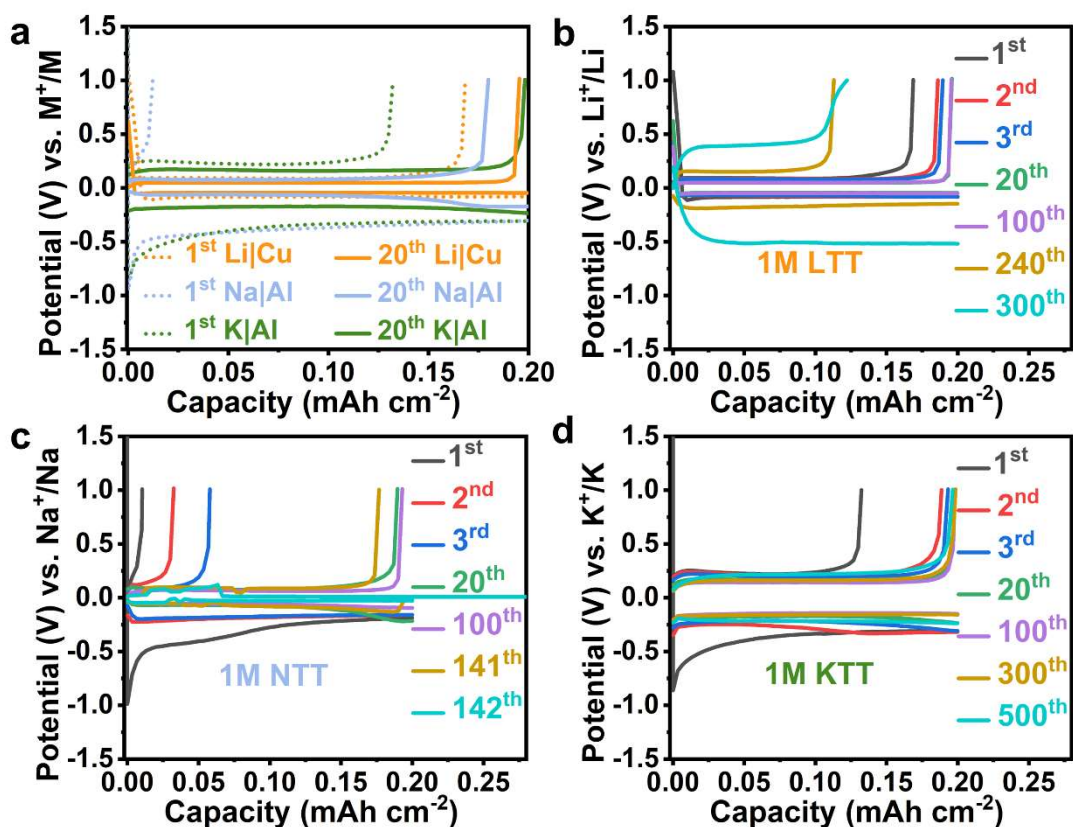 a
Potential (V) vs. M⁺/M
1.5
1.0
0.5
0.0
-0.5
-1.0
-1.5
1ˢᵗ Li|Cu
20ᵗʰ Li|Cu
1ˢᵗ Na|Al
20ᵗʰ Na|Al
1ˢᵗ K|Al
20ᵗʰ K|Al
0.00 0.05 0.10 0.15 0.20
Capacity (mAh cm⁻²)
b
Potential (V) vs. Li⁺/Li
1.5
1.0
0.5
0.0
-0.5
-1.0
-1.5
1ˢᵗ
2ⁿᵈ
3ʳᵈ
20ᵗʰ
100ᵗʰ
240ᵗʰ
300ᵗʰ
1M LTT
0.00 0.05 0.10 0.15 0.20 0.25
Capacity (mAh cm⁻²)
c
Potential (V) vs. Na⁺/Na
1.5
1.0
0.5
0.0
-0.5
-1.0
-1.5
1ˢᵗ
2ⁿᵈ
3ʳᵈ
20ᵗʰ
100ᵗʰ
141ᵗʰ
142ᵗʰ
1M NTT
0.00 0.05 0.10 0.15 0.20 0.25
Capacity (mAh cm⁻²)
d
Potential (V) vs. K⁺/K
1.5
1.0
0.5
0.0
-0.5
-1.0
-1.5
1ˢᵗ
2ⁿᵈ
3ʳᵈ
20ᵗʰ
100ᵗʰ
300ᵗʰ
500ᵗʰ
1M KTT
0.00 0.05 0.10 0.15 0.20 0.25
Capacity (mAh cm⁻²)